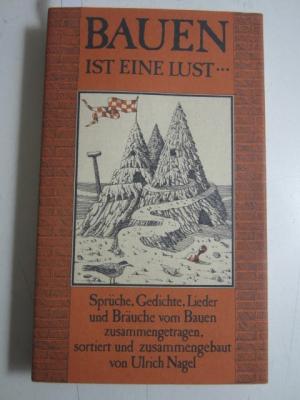 BAUEN
IST EINE LUST...
Sprüche, Gedichte, Lieder
und Bräuche vom Bauen
zusammengetragen,
sortiert und zusammengebaut
von Ulrich Nagel